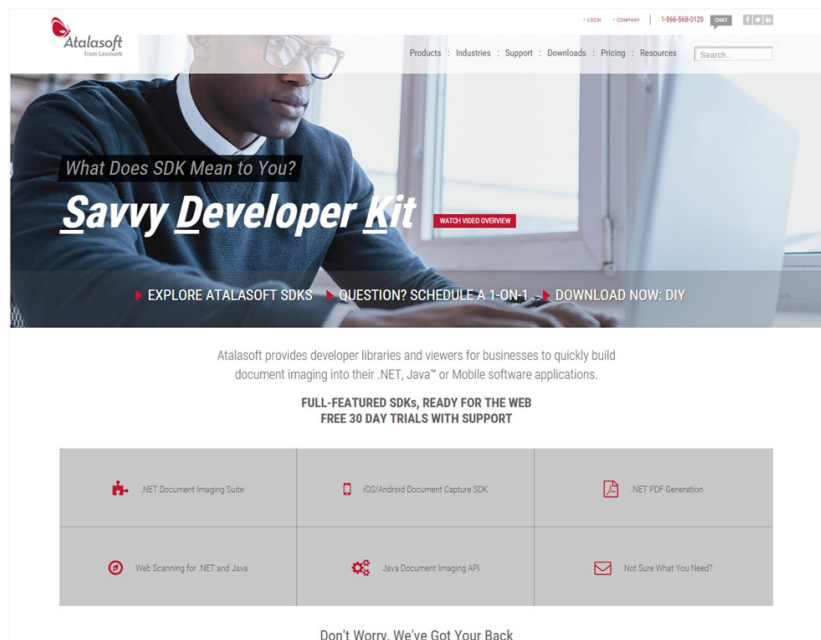 LOGIN
COMPANY
1-866-568-0129
CHAT
Atalasoft
From Lexmark
Products : Industries : Support : Downloads : Pricing : Resources
Search...
What Does SDK Mean to You?
Savvy Developer Kit
WATCH VIDEO OVERVIEW
EXPLORE ATALASOFT SDKS
QUESTION? SCHEDULE A 1-ON-1
DOWNLOAD NOW: DIY
Atalasoft provides developer libraries and viewers for businesses to quickly build
document imaging into their .NET, Java™ or Mobile software applications.
FULL-FEATURED SDKs, READY FOR THE WEB
FREE 30 DAY TRIALS WITH SUPPORT
.NET Document Imaging Suite
iOS/Android Document Capture SDK
.NET PDF Generation
Web Scanning for .NET and Java
Java Document Imaging API
Not Sure What You Need?
Don't Worry, We've Got Your Back